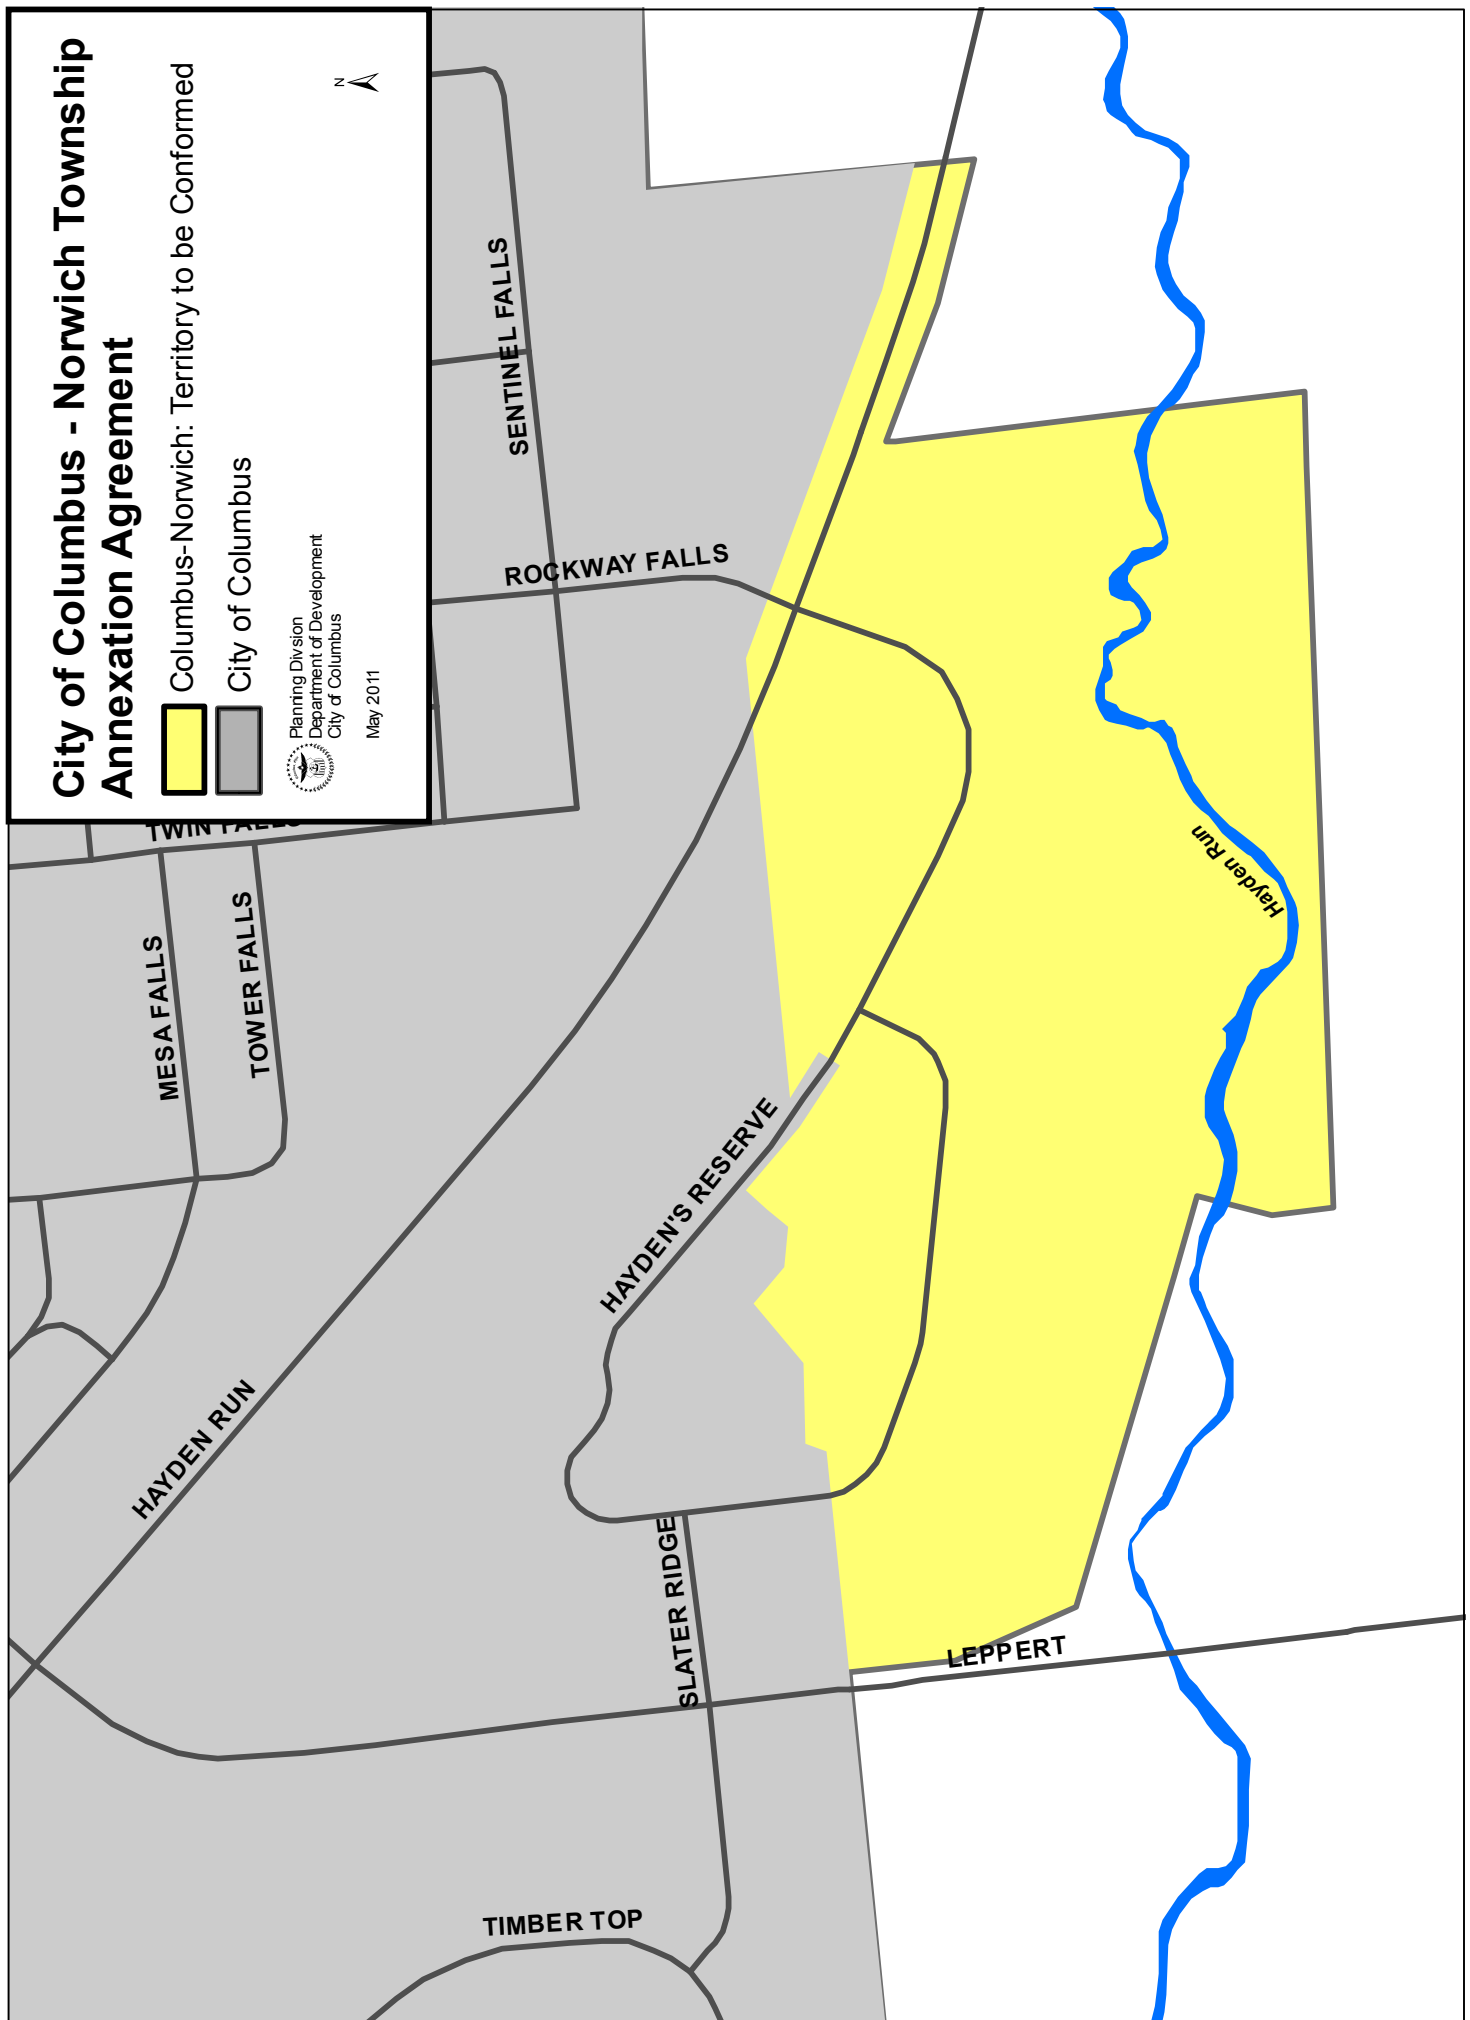 City of Columbus - Norwich Township
Annexation Agreement
Columbus-Norwich: Territory to be Conformed
City of Columbus
Planning Division
Department of Development
City of Columbus
May 2011
N
SENTINEL FALLS
ROCKWAY FALLS
TWIN FALLS
MESA FALLS
TOWER FALLS
HAYDEN RUN
HAYDEN'S RESERVE
SLATER RIDGE
TIMBER TOP
LEPPERT
Hayden Run